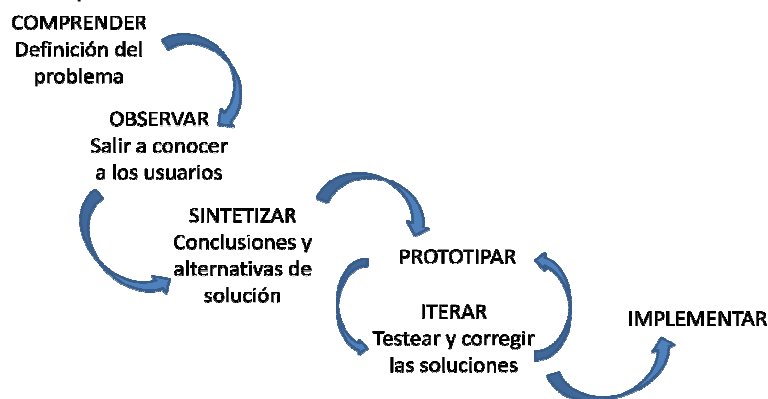 COMPRENDER
Definición del
problema
OBSERVAR
Salir a conocer
a los usuarios
SINTETIZAR
Conclusiones y
alternativas de
solución
PROTOTIPAR
ITERAR
Testear y corregir
las soluciones
IMPLEMENTAR